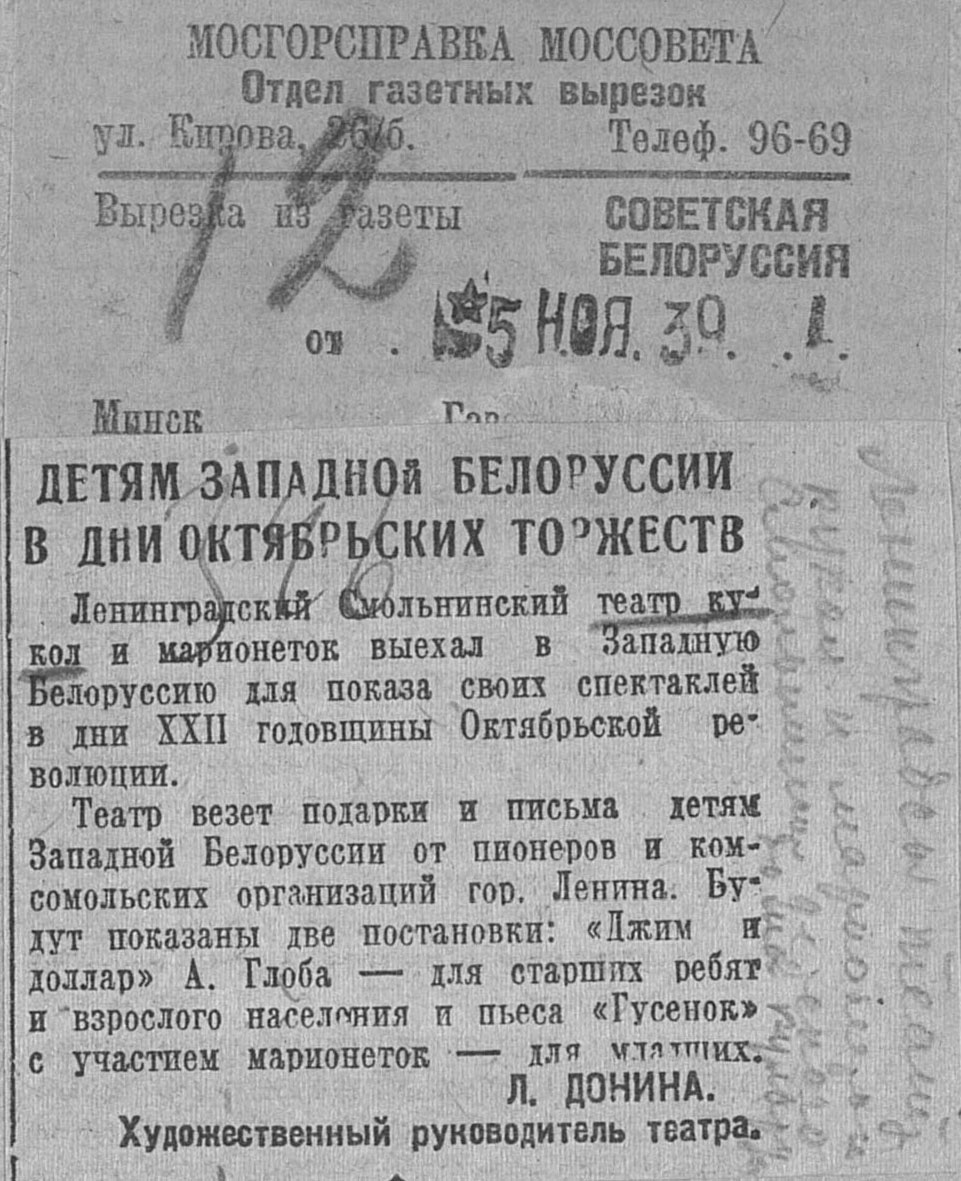 МОСГОРСПРАВКА МОССОВЕТА
Отдел газетных вырезок
ул. Кирова, 26/б. Телеф. 96-69
Вырезка из газеты СОВЕТСКАЯ
БЕЛОРУССИЯ
12
от . 5 НОЯ. 39.
Минск
ДЕТЯМ ЗАПАДНОЙ БЕЛОРУССИИ
В ДНИ ОКТЯБРЬСКИХ ТОРЖЕСТВ
Ленинградский Смольнинский театр ку-
кол и марионеток выехал в Западную
Белоруссию для показа своих спектаклей
в дни XXII годовщины Октябрьской ре-
волюции.
Театр везет подарки и письма детям
Западной Белоруссии от пионеров и ком-
сомольских организаций гор. Ленина. Бу-
дут показаны две постановки: «Джим и
доллар» А. Глоба — для старших ребят
и взрослого населения и пьеса «Гусенок»
с участием марионеток — для младших.
Л. ДОНИНА.
Художественный руководитель театра.
кукол и